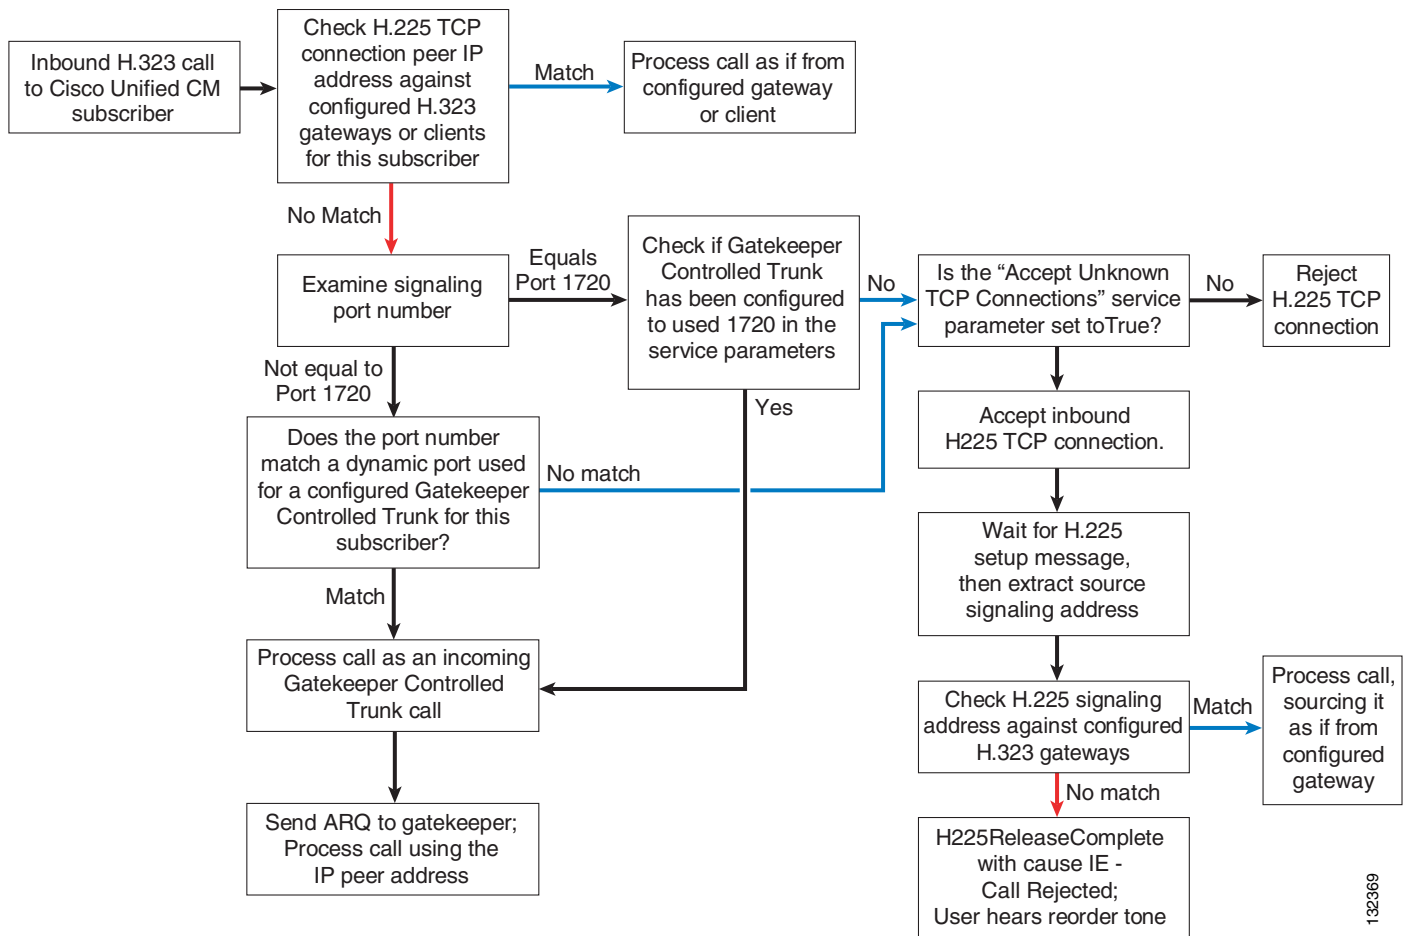 Inbound H.323 call
to Cisco Unified CM
subscriber
Check H.225 TCP
connection peer IP
address against
configured H.323
gateways or clients
for this subscriber
Match
Process call as if from
configured gateway
or client
No Match
Examine signaling
port number
Equals
Port 1720
Check if Gatekeeper
Controlled Trunk
has been configured
to used 1720 in the
service parameters
No
Is the “Accept Unknown
TCP Connections” service
parameter set toTrue?
No
Reject
H.225 TCP
connection
Not equal to
Port 1720
Yes
Accept inbound
H225 TCP connection.
Does the port number
match a dynamic port used
for a configured Gatekeeper
Controlled Trunk for this
subscriber?
No match
Wait for H.225
setup message,
then extract source
signaling address
Match
Process call as an incoming
Gatekeeper Controlled
Trunk call
Check H.225 signaling
address against configured
H.323 gateways
Match
Process call,
sourcing it
as if from
configured
gateway
No match
Send ARQ to gatekeeper;
Process call using the
IP peer address
H225ReleaseComplete
with cause IE -
Call Rejected;
User hears reorder tone
132369